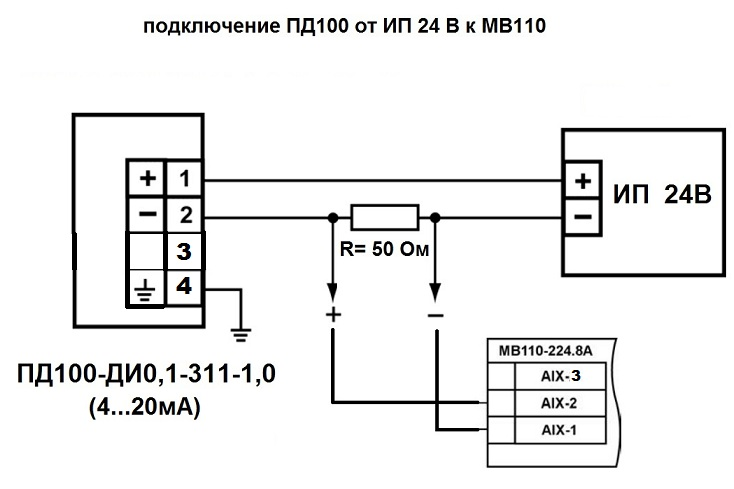 подключение ПД100 от ИП 24 В к МВ110
+ 1
− 2
3
4
+
−
ИП 24В
R= 50 Ом
+ −
ПД100-ДИ0,1-311-1,0
(4...20мА)
МВ110-224.8А
AIX-3
AIX-2
AIX-1